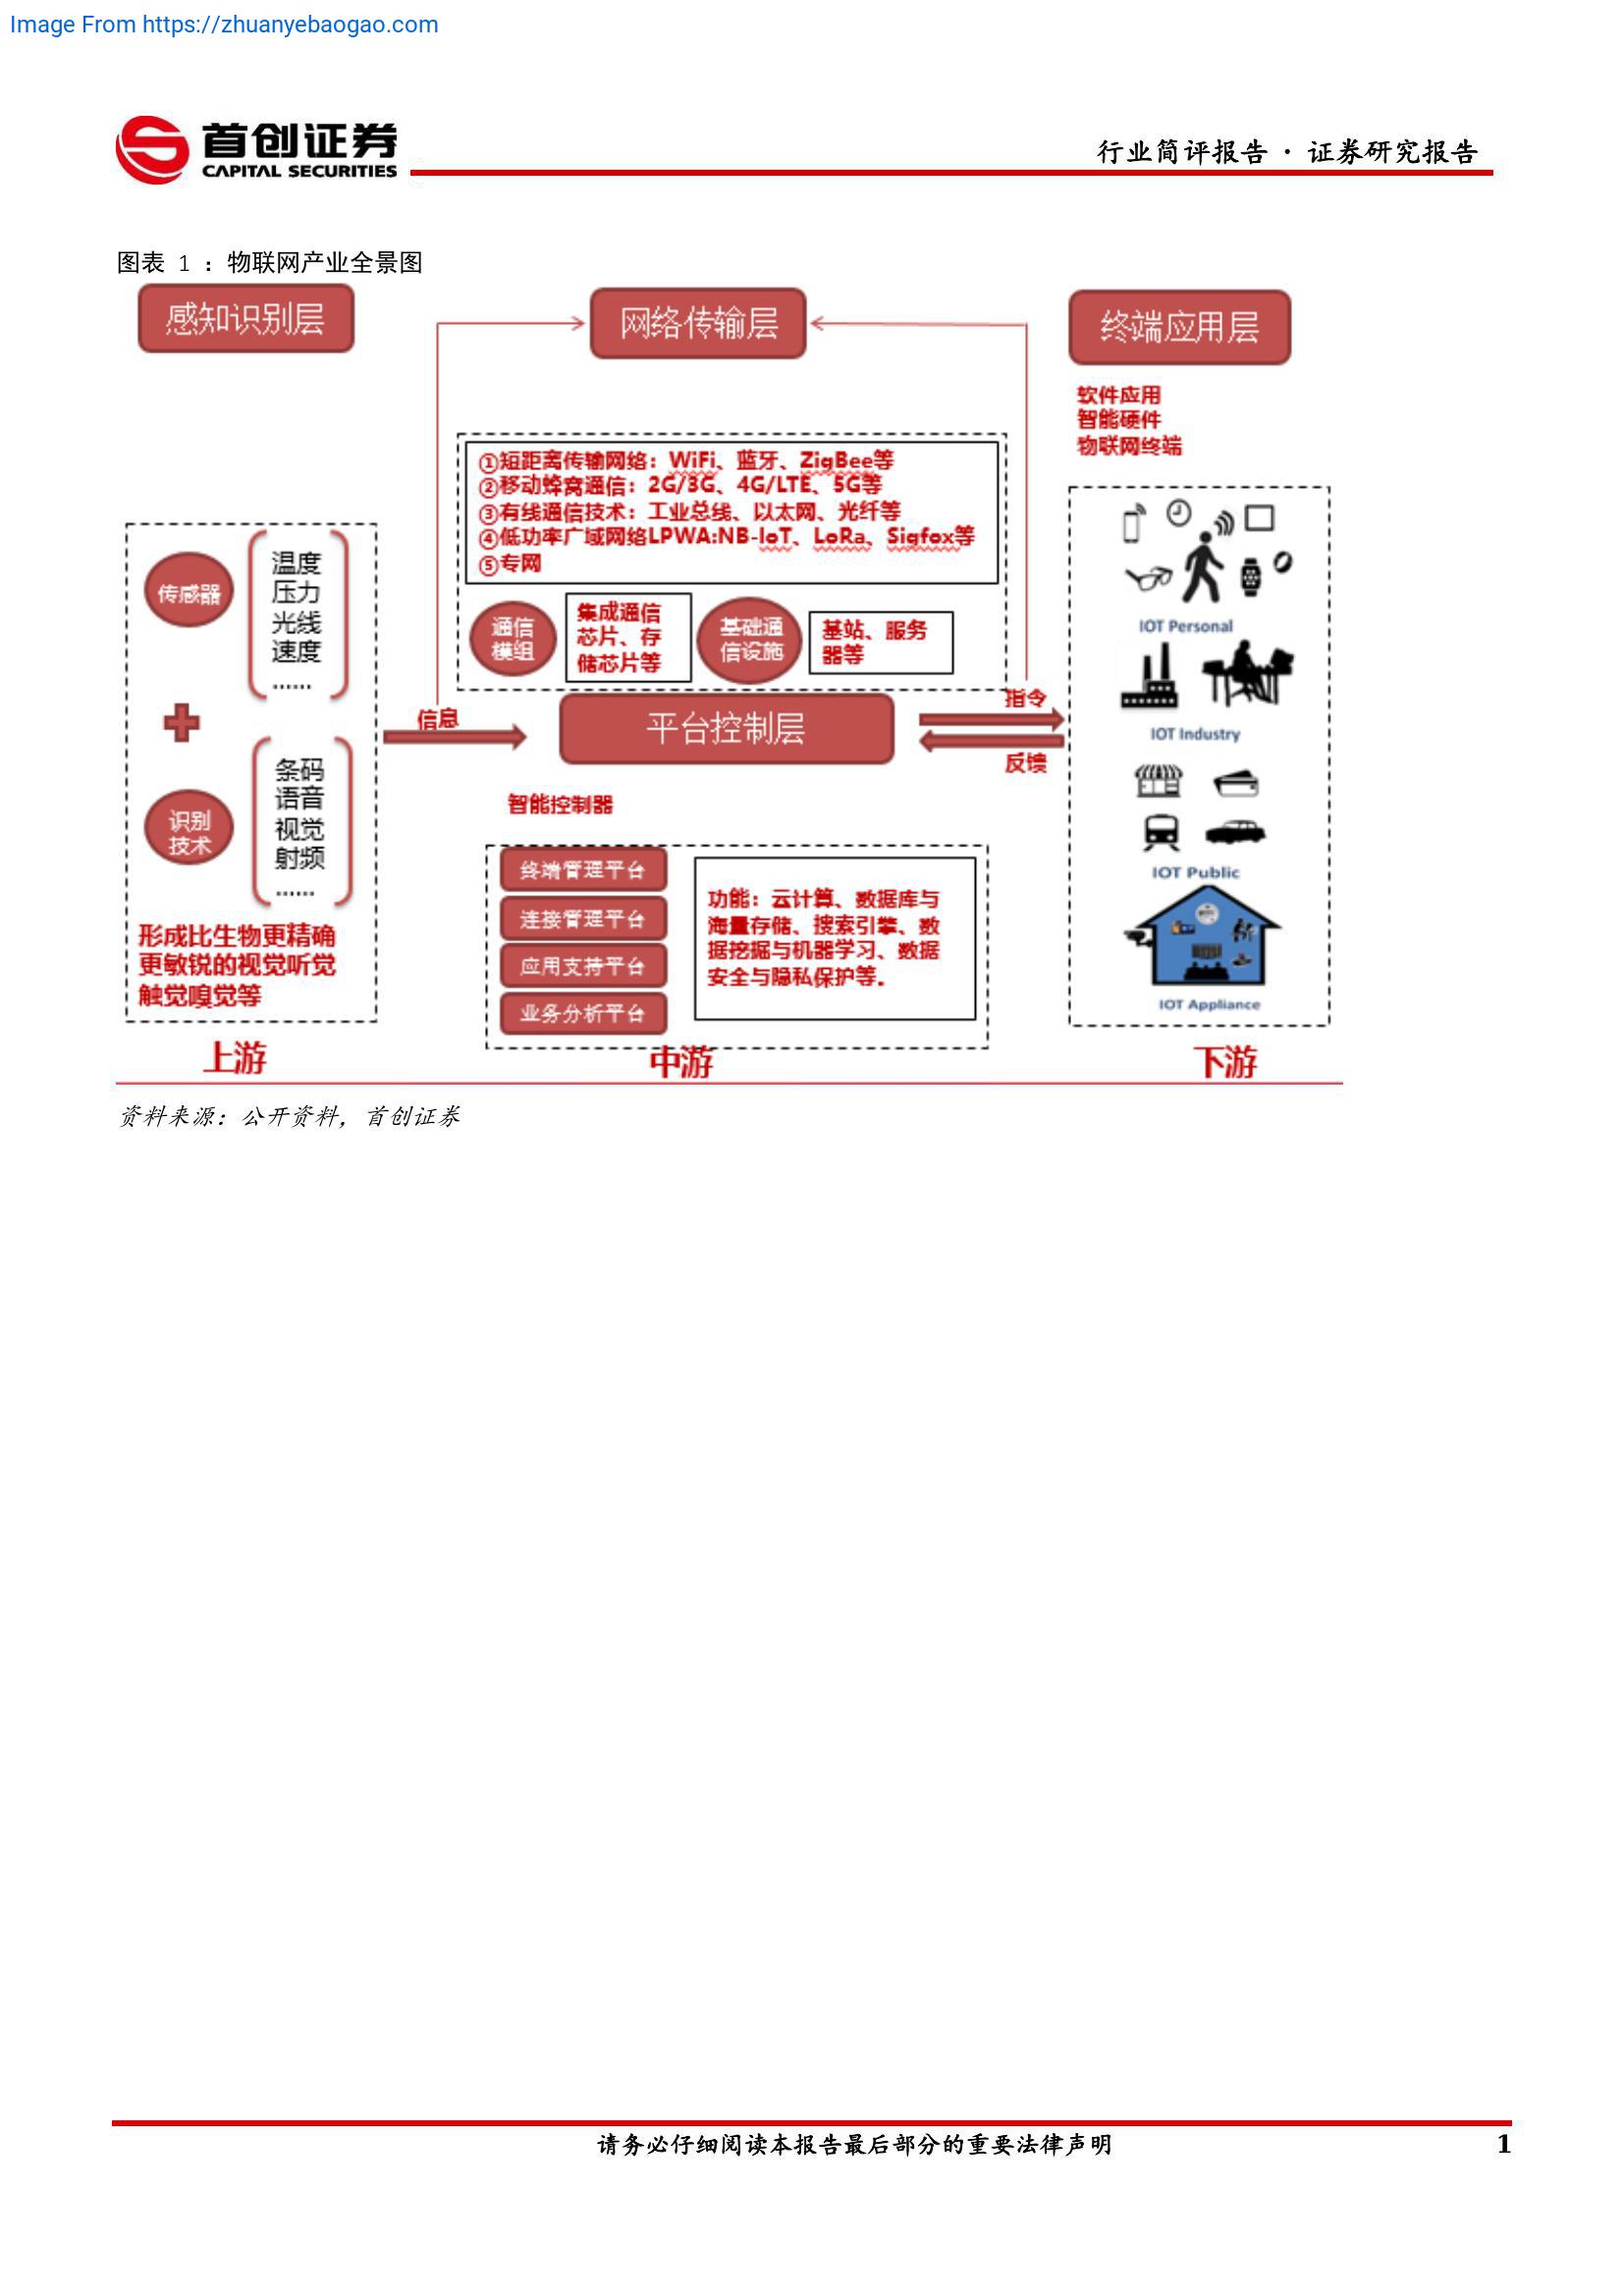 Image From https://zhuanyebaogao.com
首创证券
CAPITAL SECURITIES
行业简评报告 · 证券研究报告
图表 1 ：物联网产业全景图
感知识别层
网络传输层
终端应用层
软件应用
智能硬件
物联网终端
①短距离传输网络：WiFi、蓝牙、ZigBee等
②移动蜂窝通信：2G/3G、4G/LTE、5G等
③有线通信技术：工业总线、以太网、光纤等
④低功率广域网络LPWA:NB-IoT、LoRa、Sigfox等
⑤专网
传感器
温度
压力
光线
速度
......
通信
模组
集成通信
芯片、存
储芯片等
基础通
信设施
基站、服务
器等
IOT Personal
信息
平台控制层
指令
反馈
IOT Industry
识别
技术
条码
语音
视觉
射频
......
智能控制器
终端管理平台
连接管理平台
应用支持平台
业务分析平台
功能：云计算、数据库与
海量存储、搜索引擎、数
据挖掘与机器学习、数据
安全与隐私保护等。
IOT Public
形成比生物更精确
更敏锐的视觉听觉
触觉嗅觉等
IOT Appliance
上游
中游
下游
资料来源：公开资料，首创证券
请务必仔细阅读本报告最后部分的重要法律声明
1